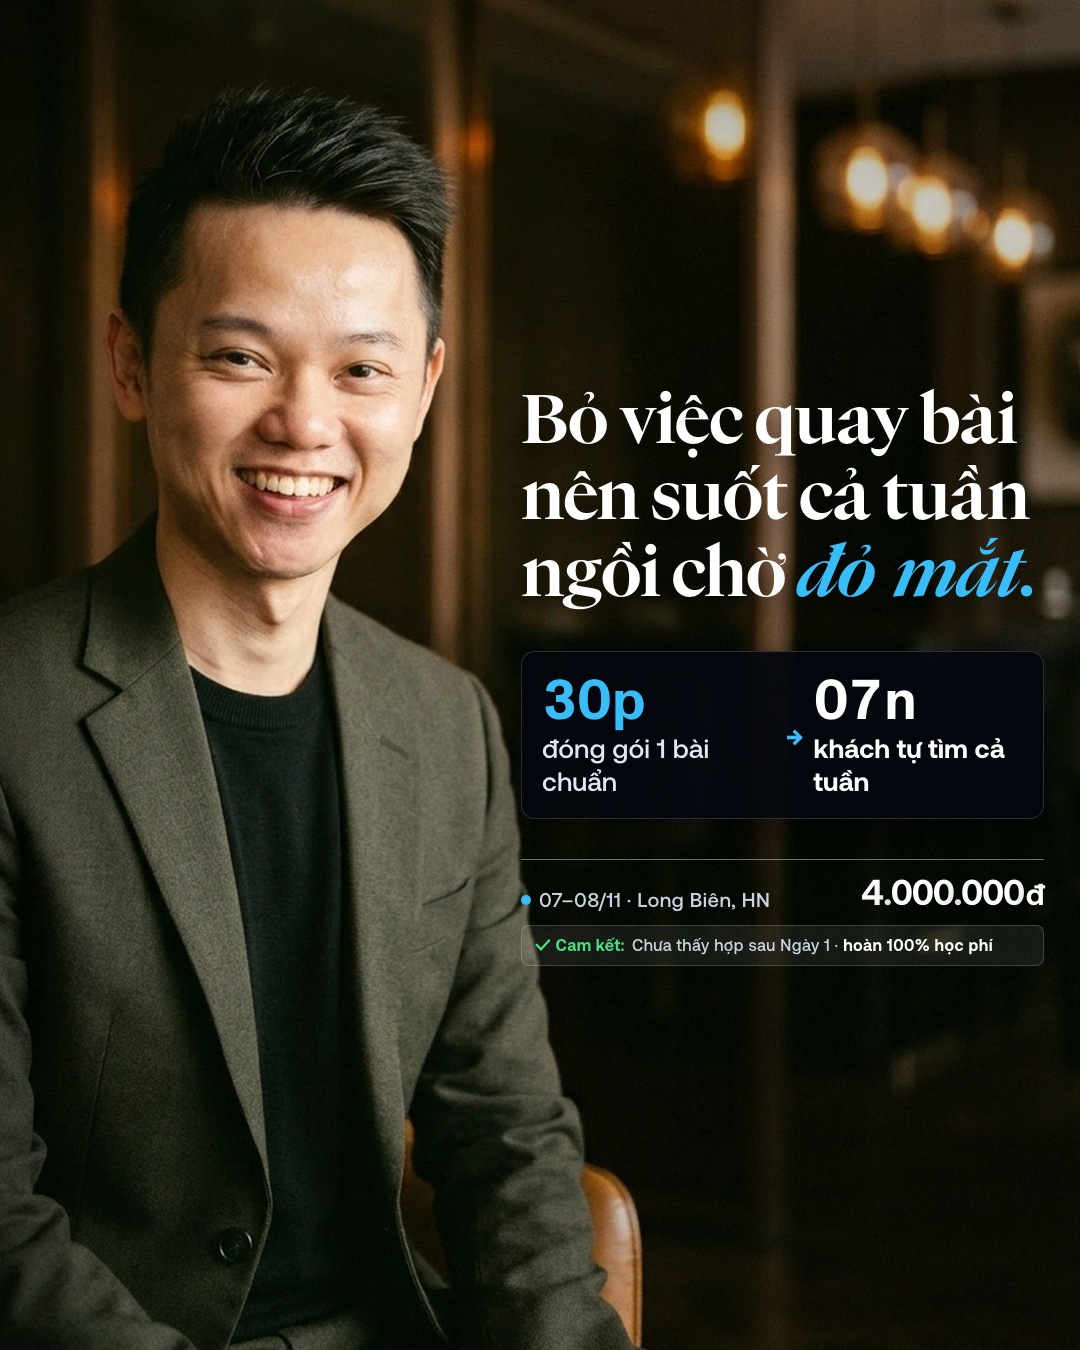 Bỏ việc quay bài
nên suốt cả tuần
ngồi chờ đỏ mắt.
30p
đóng gói 1 bài
chuẩn
→
07n
khách tự tìm cả
tuần
07–08/11 · Long Biên, HN
4.000.000đ
✓ Cam kết: Chưa thấy hợp sau Ngày 1 · hoàn 100% học phí